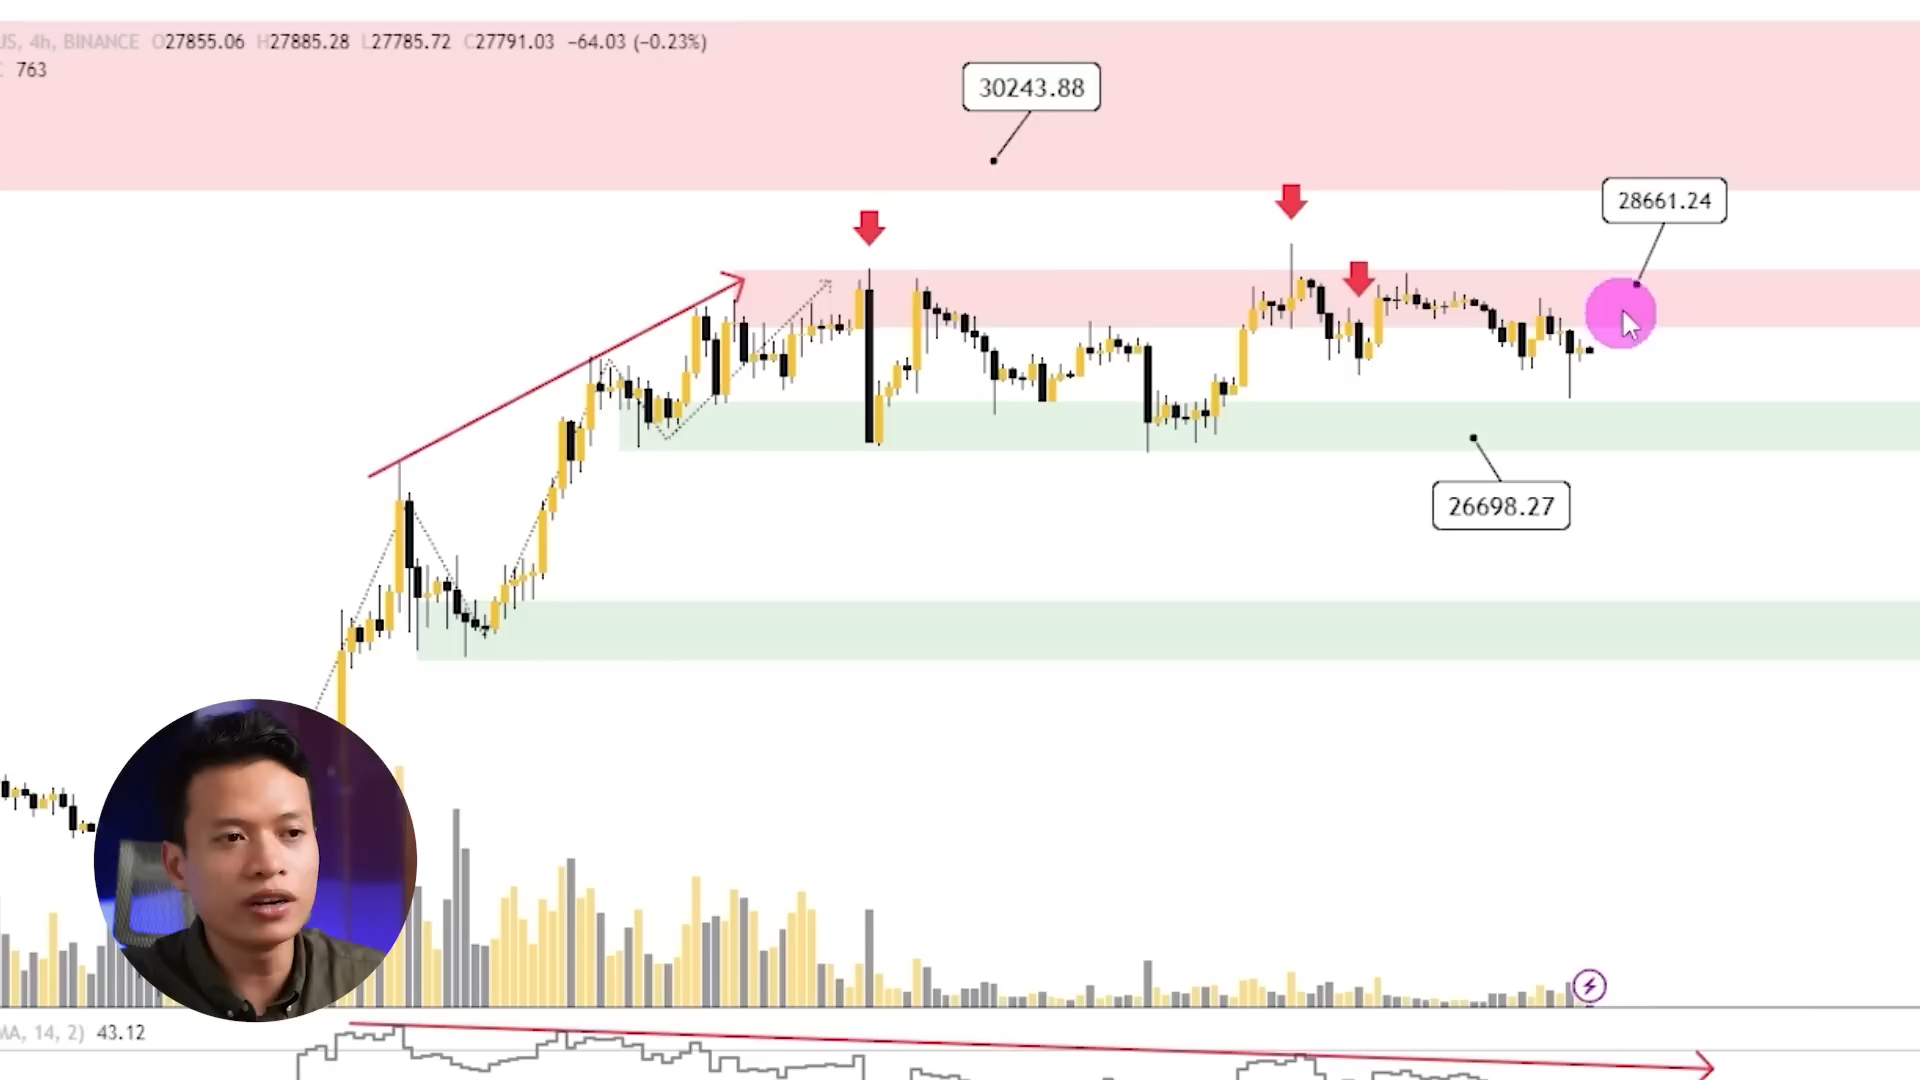 US, 4h, BINANCE O27855.06 H27885.28 L27785.72 C27791.03 −64.03 (−0.23%)
763
30243.88
28661.24
26698.27
MA, 14, 2) 43.12